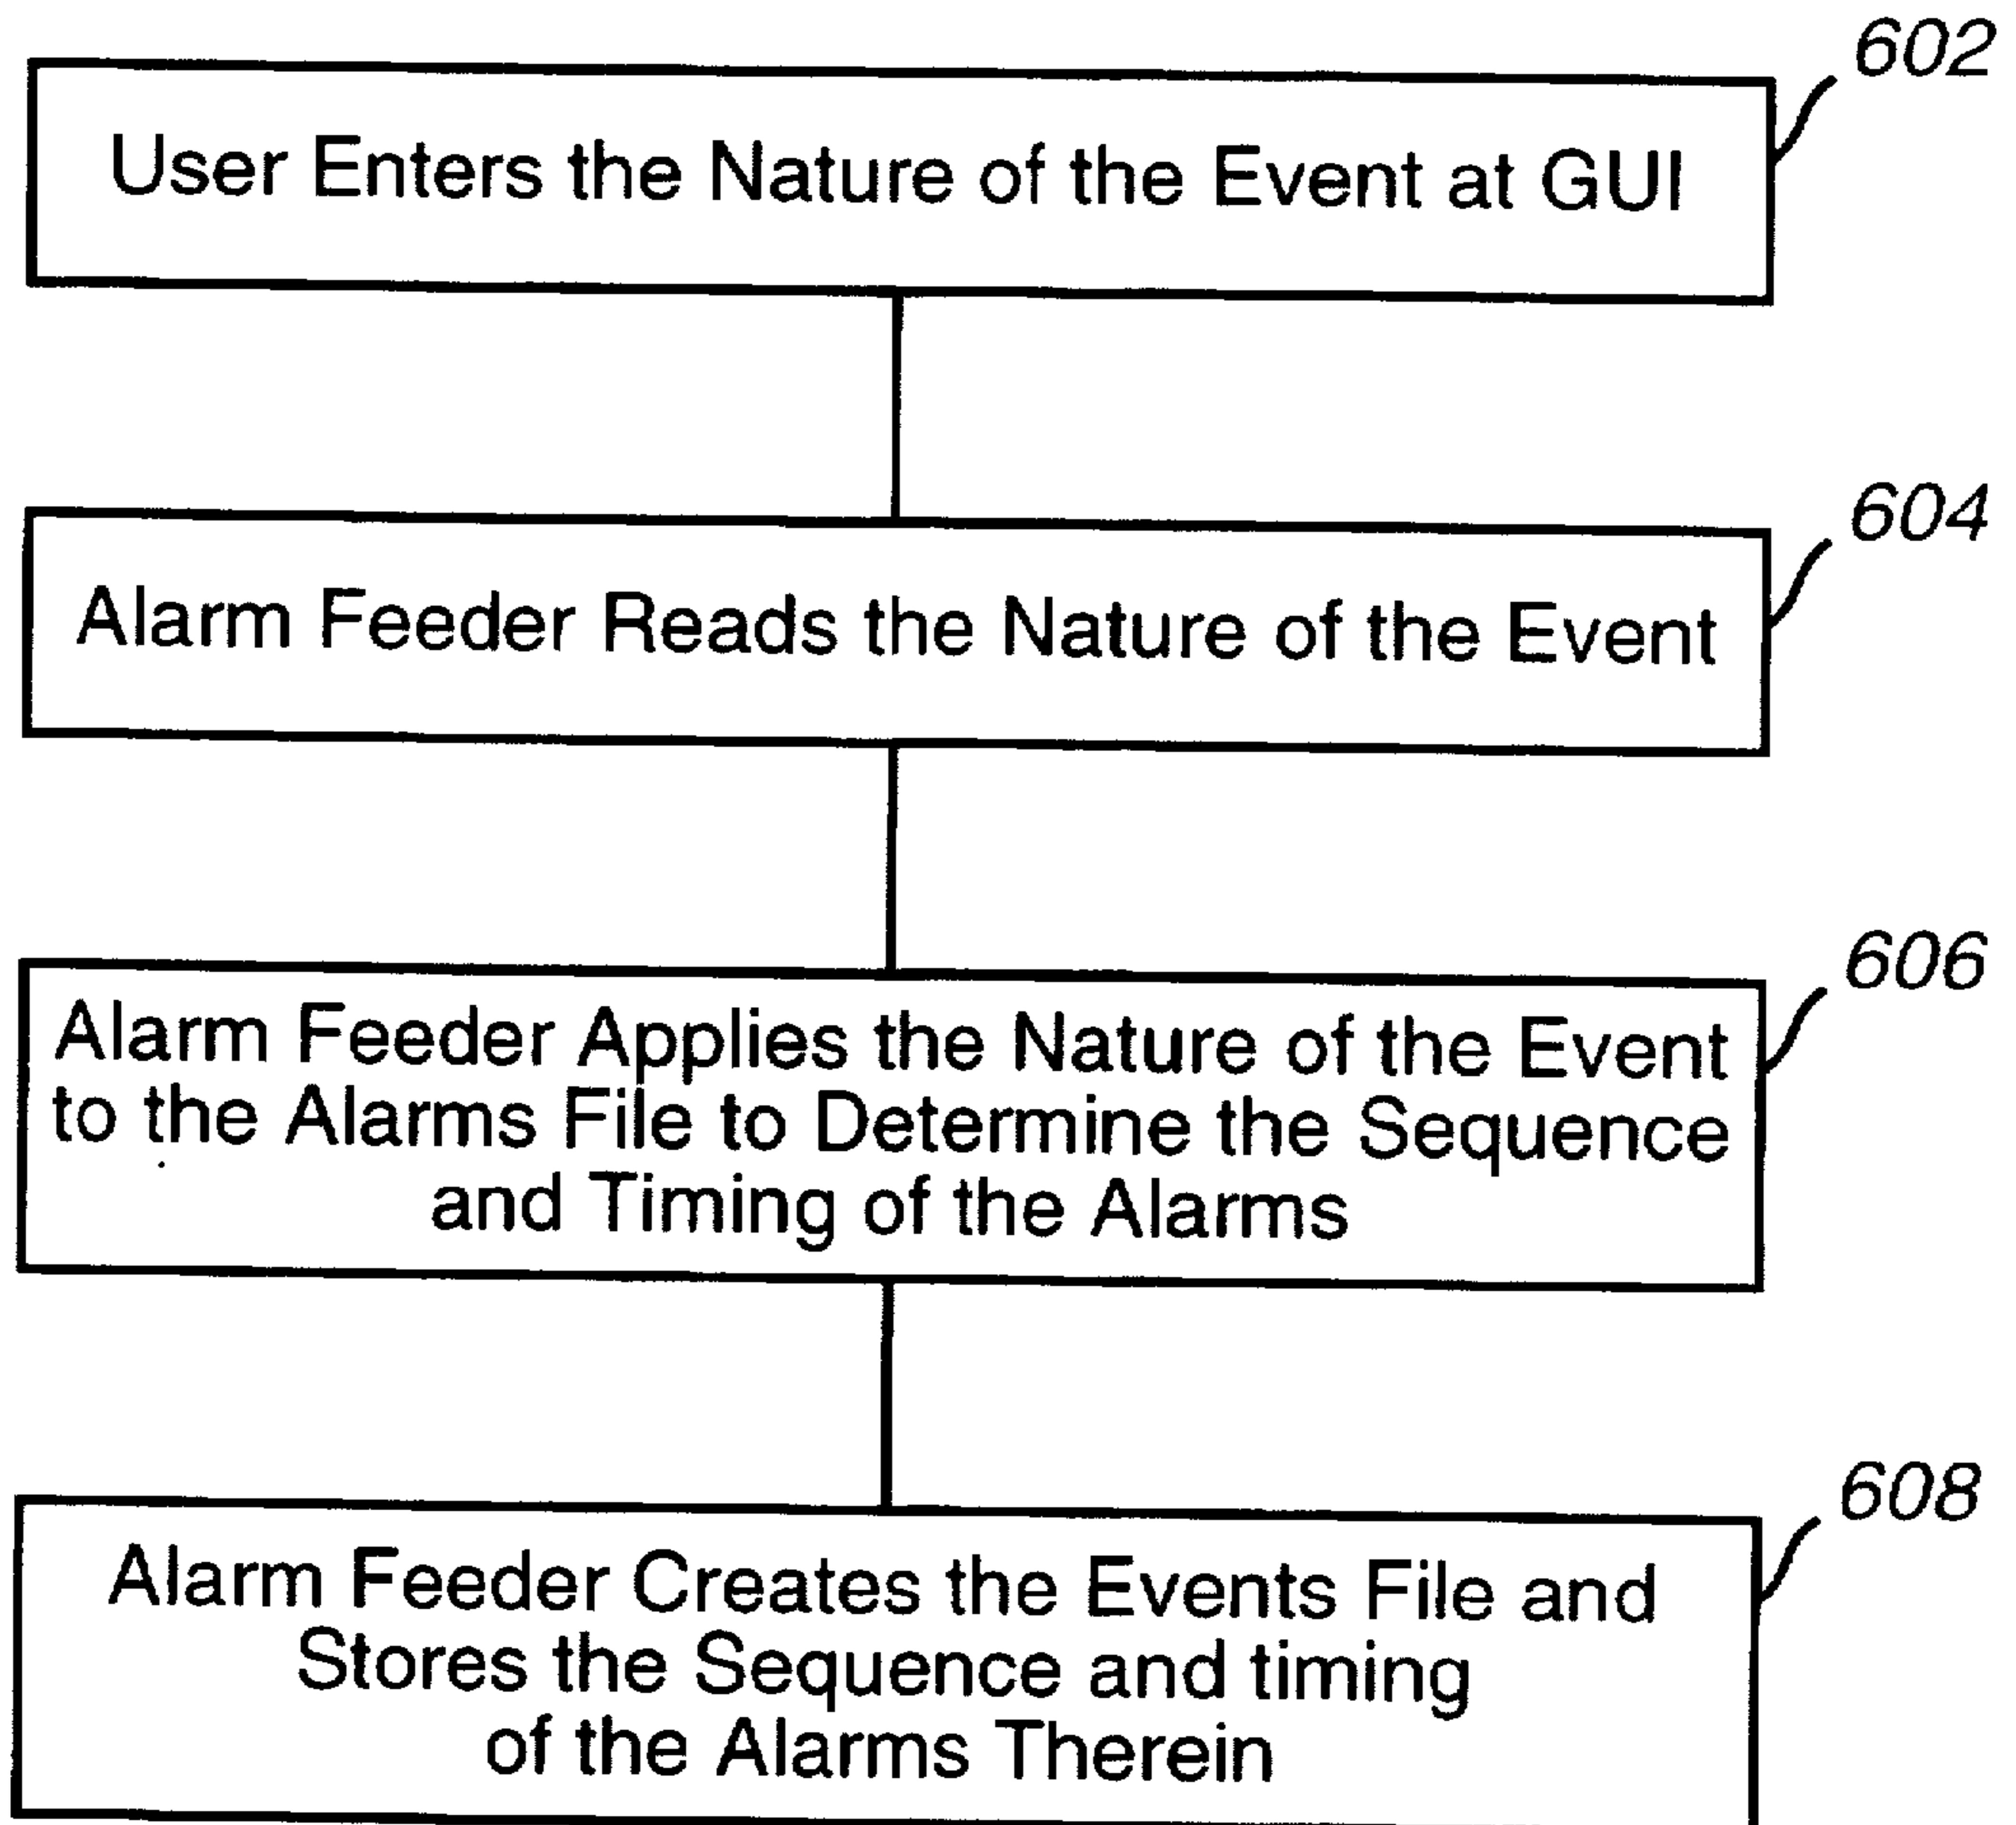 602
User Enters the Nature of the Event at GUI
604
Alarm Feeder Reads the Nature of the Event
606
Alarm Feeder Applies the Nature of the Event
to the Alarms File to Determine the Sequence
and Timing of the Alarms
608
Alarm Feeder Creates the Events File and
Stores the Sequence and timing
of the Alarms Therein